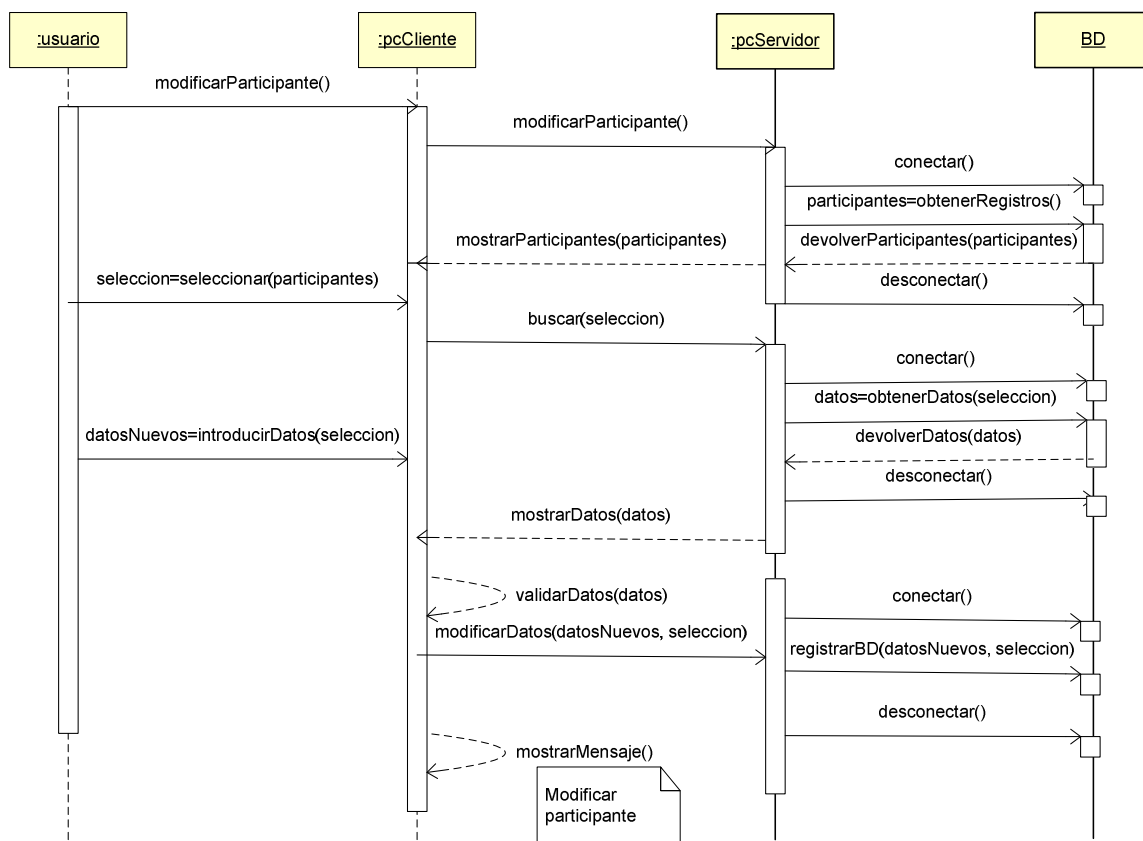 :usuario
:pcCliente
:pcServidor
BD
modificarParticipante()
modificarParticipante()
conectar()
participantes=obtenerRegistros()
mostrarParticipantes(participantes)
devolverParticipantes(participantes)
seleccion=seleccionar(participantes)
desconectar()
buscar(seleccion)
conectar()
datos=obtenerDatos(seleccion)
datosNuevos=introducirDatos(seleccion)
devolverDatos(datos)
desconectar()
mostrarDatos(datos)
validarDatos(datos)
conectar()
modificarDatos(datosNuevos, seleccion)
registrarBD(datosNuevos, seleccion)
desconectar()
mostrarMensaje()
Modificar
participante